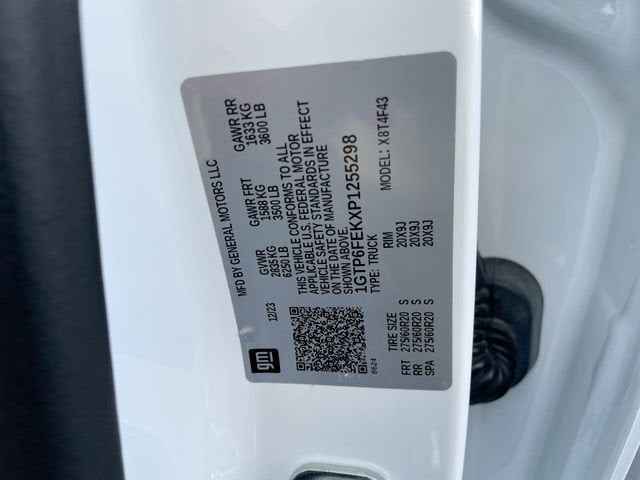 MFD BY GENERAL MOTORS LLC
12/23 GVWR GAWR FRT GAWR RR
2835 KG 1588 KG 1633 KG
6250 LB 3500 LB 3600 LB
THIS VEHICLE CONFORMS TO ALL
APPLICABLE U.S. FEDERAL MOTOR
VEHICLE SAFETY STANDARDS IN EFFECT
ON THE DATE OF MANUFACTURE
SHOWN ABOVE.
1GTP6FEKXP1255298
TYPE: TRUCK MODEL: X8T4F43
gm
8624
TIRE SIZE RIM
FRT 275/60R20 S 20X9J
RR 275/60R20 S 20X9J
SPA 275/60R20 S 20X9J